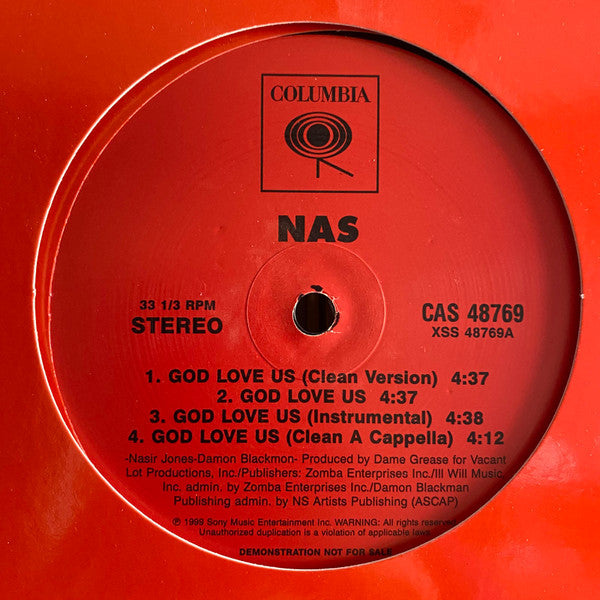 COLUMBIA
NAS
33 1/3 RPM
STEREO
CAS 48769
XSS 48769A
1. GOD LOVE US (Clean Version) 4:37
2. GOD LOVE US 4:37
3. GOD LOVE US (Instrumental) 4:38
4. GOD LOVE US (Clean A Cappella) 4:12
-Nasir Jones-Damon Blackmon- Produced by Dame Grease for Vacant
Lot Productions, Inc./Publishers: Zomba Enterprises Inc./Ill Will Music
Inc. admin. by Zomba Enterprises Inc./Damon Blackman
Publishing admin. by NS Artists Publishing (ASCAP)
℗ 1999 Sony Music Entertainment Inc. WARNING: All rights reserved.
Unauthorized duplication is a violation of applicable laws.
DEMONSTRATION NOT FOR SALE